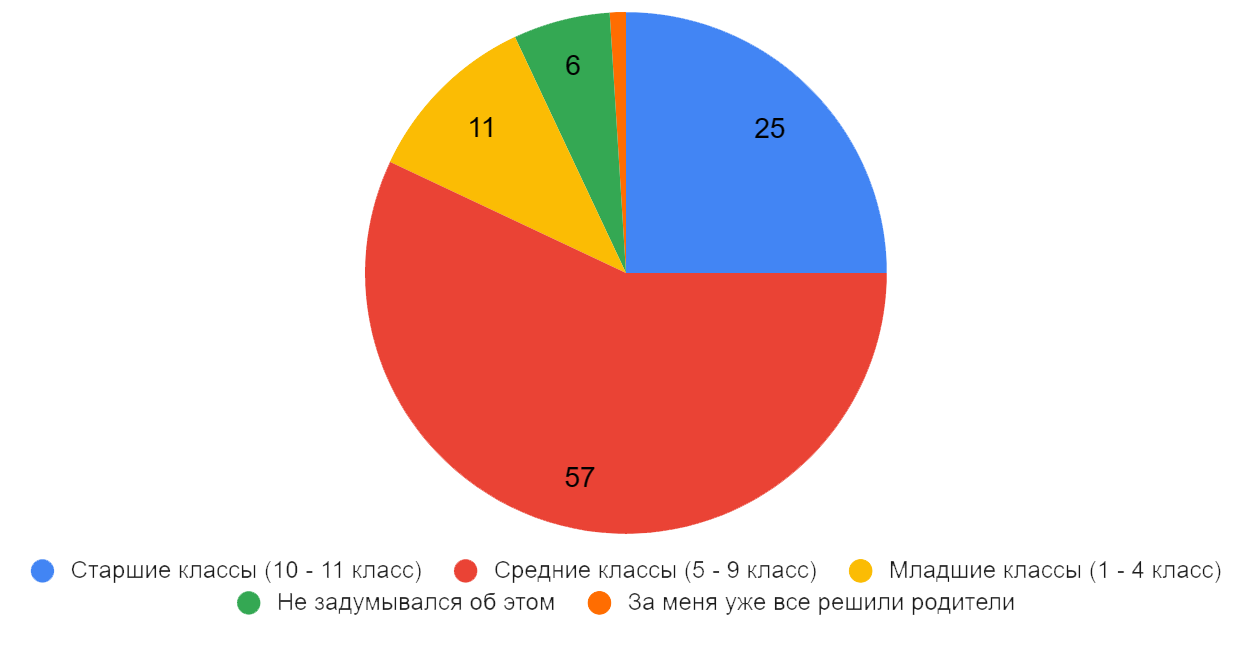 6
11
25
57
Старшие классы (10 - 11 класс)
Средние классы (5 - 9 класс)
Младшие классы (1 - 4 класс)
Не задумывался об этом
За меня уже все решили родители